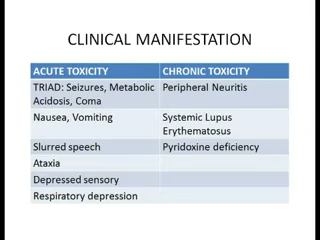 CLINICAL MANIFESTATION
ACUTE TOXICITY CHRONIC TOXICITY
TRIAD: Seizures, Metabolic Peripheral Neuritis
Acidosis, Coma
Nausea, Vomiting Systemic Lupus
Erythematosus
Slurred speech Pyridoxine deficiency
Ataxia
Depressed sensory
Respiratory depression